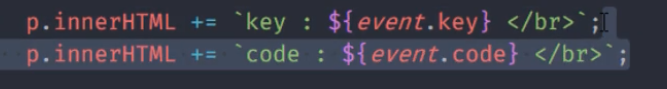 p.innerHTML += `key : ${event.key} </br>`;
p.innerHTML += `code : ${event.code} </br>`;